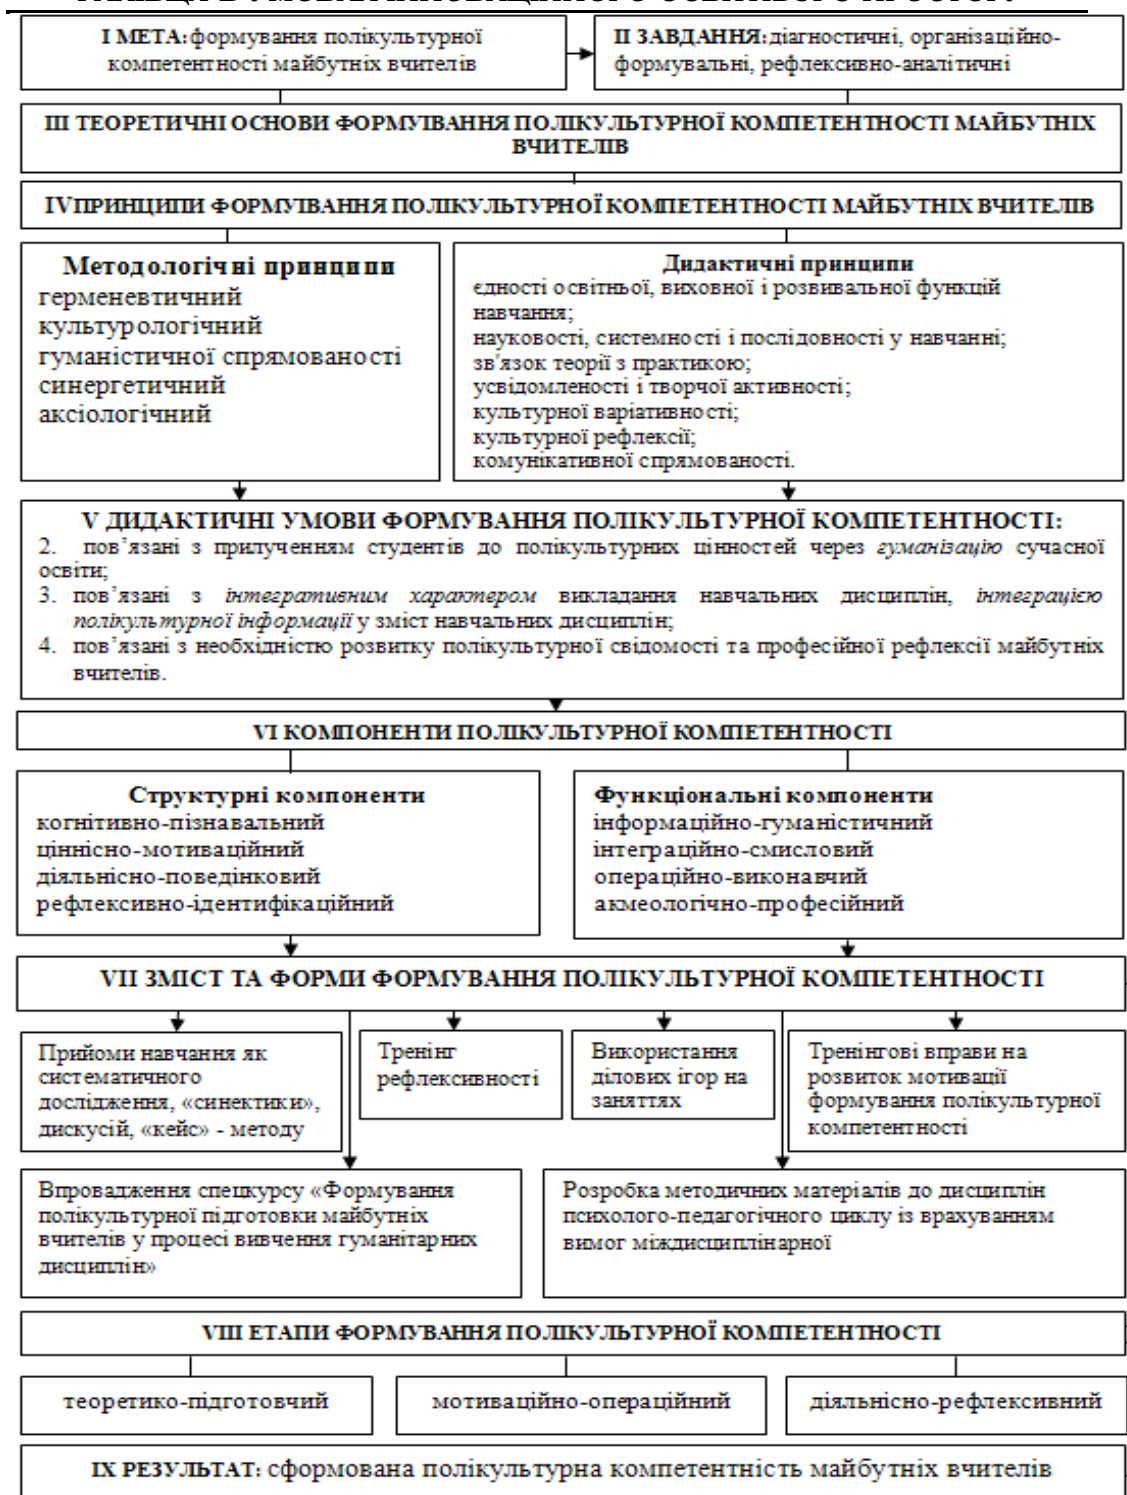 І МЕТА: формування полікультурної
компетентності майбутніх вчителів
ІІ ЗАВДАННЯ: діагностичні, організаційно-
формувальні, рефлексивно-аналітичні
ІІІ ТЕОРЕТИЧНІ ОСНОВИ ФОРМУІВАННЯ ПОЛІКУЛЬТУРНОЇ КОМПЕТЕНТНОСТІ МАЙБУТНІХ
ВЧИТЕЛІВ
ІVПРИНЦИПИ ФОРМУІВАННЯ ПОЛІКУЛЬТУРНОЇ КОМПЕТЕНТНОСТІ МАЙБУТНІХ ВЧИТЕЛІВ
Методологічні принципи
герменевтичний
культурологічний
гуманістичної спрямованості
синергетичний
аксіологічний
Дидактичні принципи
єдності освітньої, виховної і розвивальної функцій
навчання;
науковості, системності і послідовності у навчанні;
зв'язок теорії з практикою;
усвідомленості і творчої активності;
культурної варіативності;
культурної рефлексії;
комунікативної спрямованості.
V ДИДАКТИЧНІ УМОВИ ФОРМУВАННЯ ПОЛІКУЛЬТУРНОЇ КОМПЕТЕНТНОСТІ:
2. пов’язані з прилученням студентів до полікультурних цінностей через гуманізацію сучасної
освіти;
3. пов’язані з інтегративним характером викладання навчальних дисциплін, інтеграцією
полікультурної інформації у зміст навчальних дисциплін;
4. пов’язані з необхідністю розвитку полікультурної свідомості та професійної рефлексії майбутніх
вчителів.
VІ КОМПОНЕНТИ ПОЛІКУЛЬТУРНОЇ КОМПЕТЕНТНОСТІ
Структурні компоненти
когнітивно-пізнавальний
ціннісно-мотиваційний
діяльнісно-поведінковий
рефлексивно-ідентифікаційний
Функціональні компоненти
інформаційно-гуманістичний
інтеграційно-смисловий
операційно-виконавчий
акмеологічно-професійний
VII ЗМІСТ ТА ФОРМИ ФОРМУВАННЯ ПОЛІКУЛЬТУРНОЇ КОМПЕТЕНТНОСТІ
Прийоми навчання як
систематичного
дослідження, «синектики»,
дискусій, «кейс» - методу
Тренінг
рефлексивності
Використання
ділових ігор на
заняттях
Тренінгові вправи на
розвиток мотивації
формування полікультурної
компетентності
Впровадження спецкурсу «Формування
полікультурної підготовки майбутніх
вчителів у процесі вивчення гуманітарних
дисциплін»
Розробка методичних матеріалів до дисциплін
психолого-педагогічного циклу із врахуванням
вимог міждисциплінарної
VIII ЕТАПИ ФОРМУВАННЯ ПОЛІКУЛЬТУРНОЇ КОМПЕТЕНТНОСТІ
теоретико-підготовчий
мотиваційно-операційний
діяльнісно-рефлексивний
ІХ РЕЗУЛЬТАТ: сформована полікультурна компетентність майбутніх вчителів